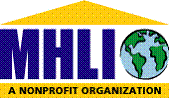 MHLI
A NONPROFIT ORGANIZATION